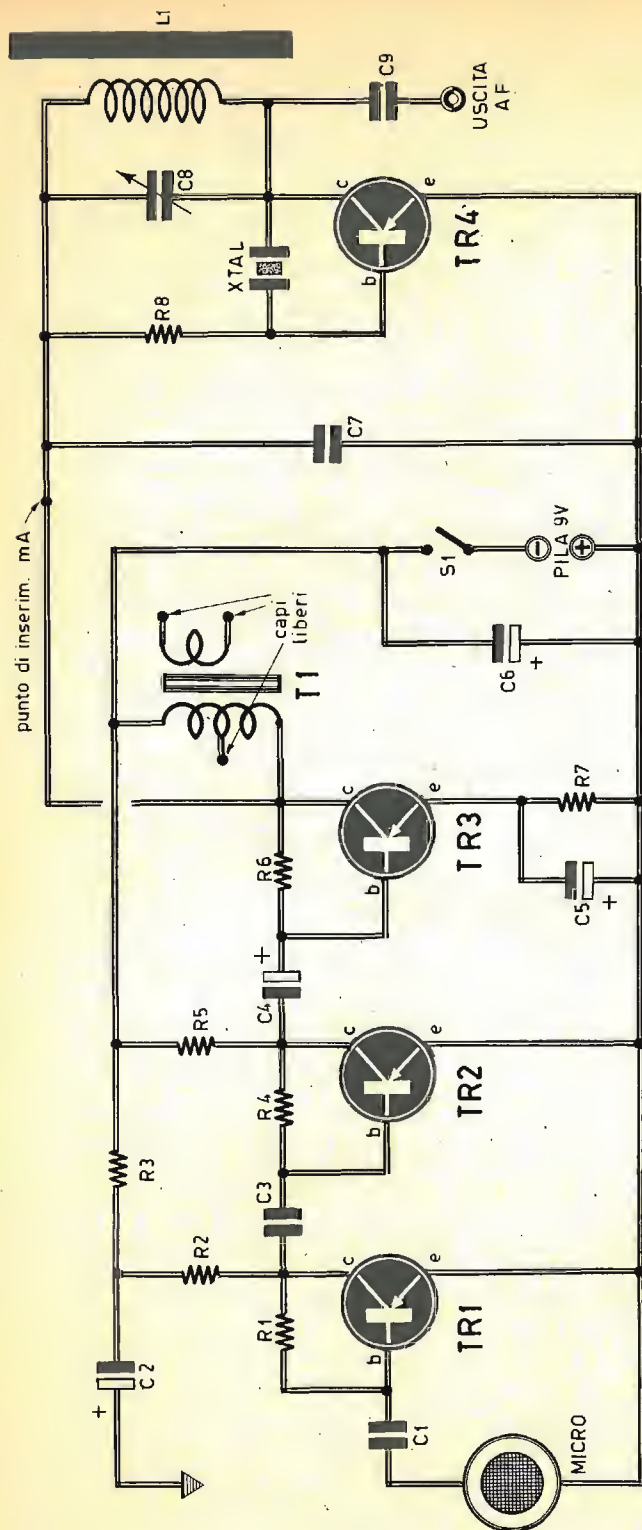 MICRO
C1
C2
+
R1
R2
R3
b
c
e
TR1
C3
R4
R5
b
c
e
TR2
C4
+
R6
b
c
e
TR3
C5
+
R7
T1
capi
liberi
C6
+
S1
PILA 9V
-
+
punto di inserim. mA
C7
R8
XTAL
C8
L1
b
c
e
TR4
C9
USCITA
AF